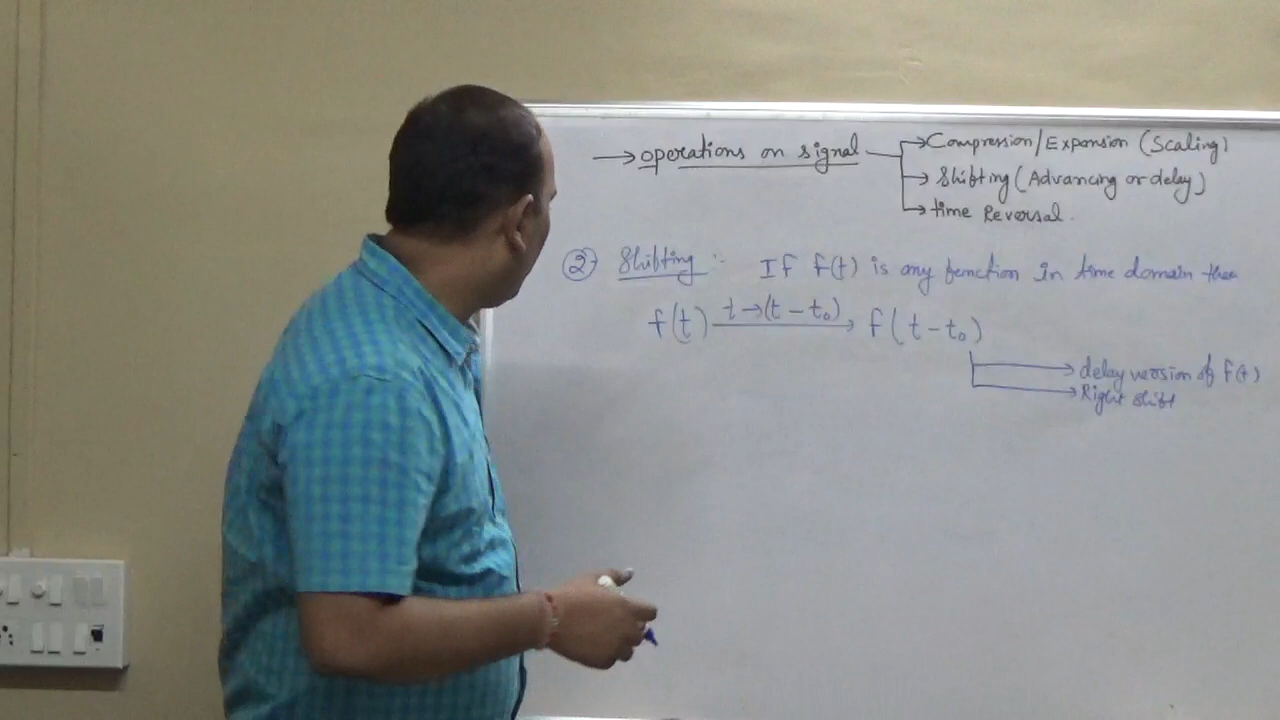 → operations on signal
→ Compression/Expansion (Scaling)
→ Shifting (Advancing or delay)
→ time Reversal.
② Shifting :- If f(t) is any function in time domain then
f(t) t→(t-t₀) f(t-t₀)
→ delay version of f(t)
→ Right shift